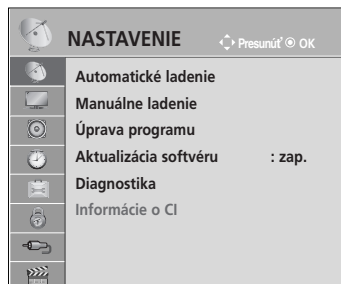 NASTAVENIE Presunúť OK
Automatické ladenie
Manuálne ladenie
Úprava programu
Aktualizácia softvéru : zap.
Diagnostika
Informácie o CI